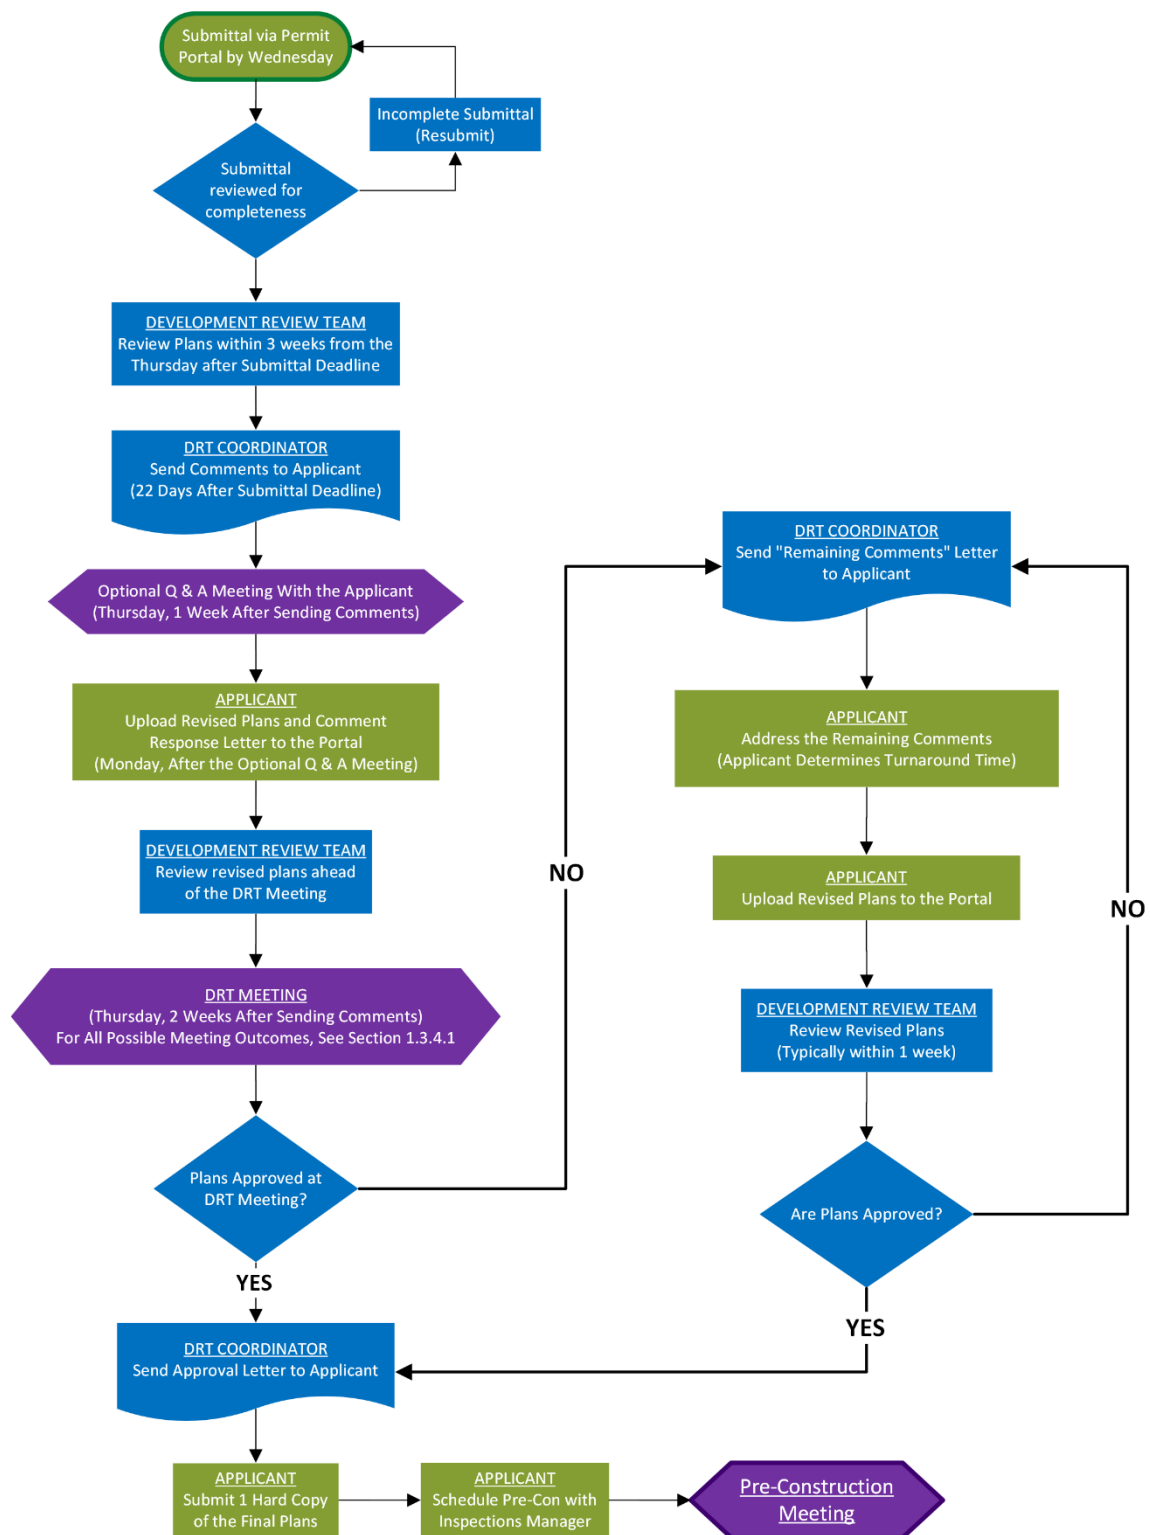 Submittal via Permit
Portal by Wednesday
Incomplete Submittal
(Resubmit)
Submittal
reviewed for
completeness
DEVELOPMENT REVIEW TEAM
Review Plans within 3 weeks from the
Thursday after Submittal Deadline
DRT COORDINATOR
Send Comments to Applicant
(22 Days After Submittal Deadline)
Optional Q & A Meeting With the Applicant
(Thursday, 1 Week After Sending Comments)
APPLICANT
Upload Revised Plans and Comment
Response Letter to the Portal
(Monday, After the Optional Q & A Meeting)
DEVELOPMENT REVIEW TEAM
Review revised plans ahead
of the DRT Meeting
DRT MEETING
(Thursday, 2 Weeks After Sending Comments)
For All Possible Meeting Outcomes, See Section 1.3.4.1
Plans Approved at
DRT Meeting?
NO
YES
DRT COORDINATOR
Send "Remaining Comments" Letter
to Applicant
APPLICANT
Address the Remaining Comments
(Applicant Determines Turnaround Time)
APPLICANT
Upload Revised Plans to the Portal
DEVELOPMENT REVIEW TEAM
Review Revised Plans
(Typically within 1 week)
Are Plans Approved?
NO
YES
DRT COORDINATOR
Send Approval Letter to Applicant
APPLICANT
Submit 1 Hard Copy
of the Final Plans
APPLICANT
Schedule Pre-Con with
Inspections Manager
Pre-Construction
Meeting